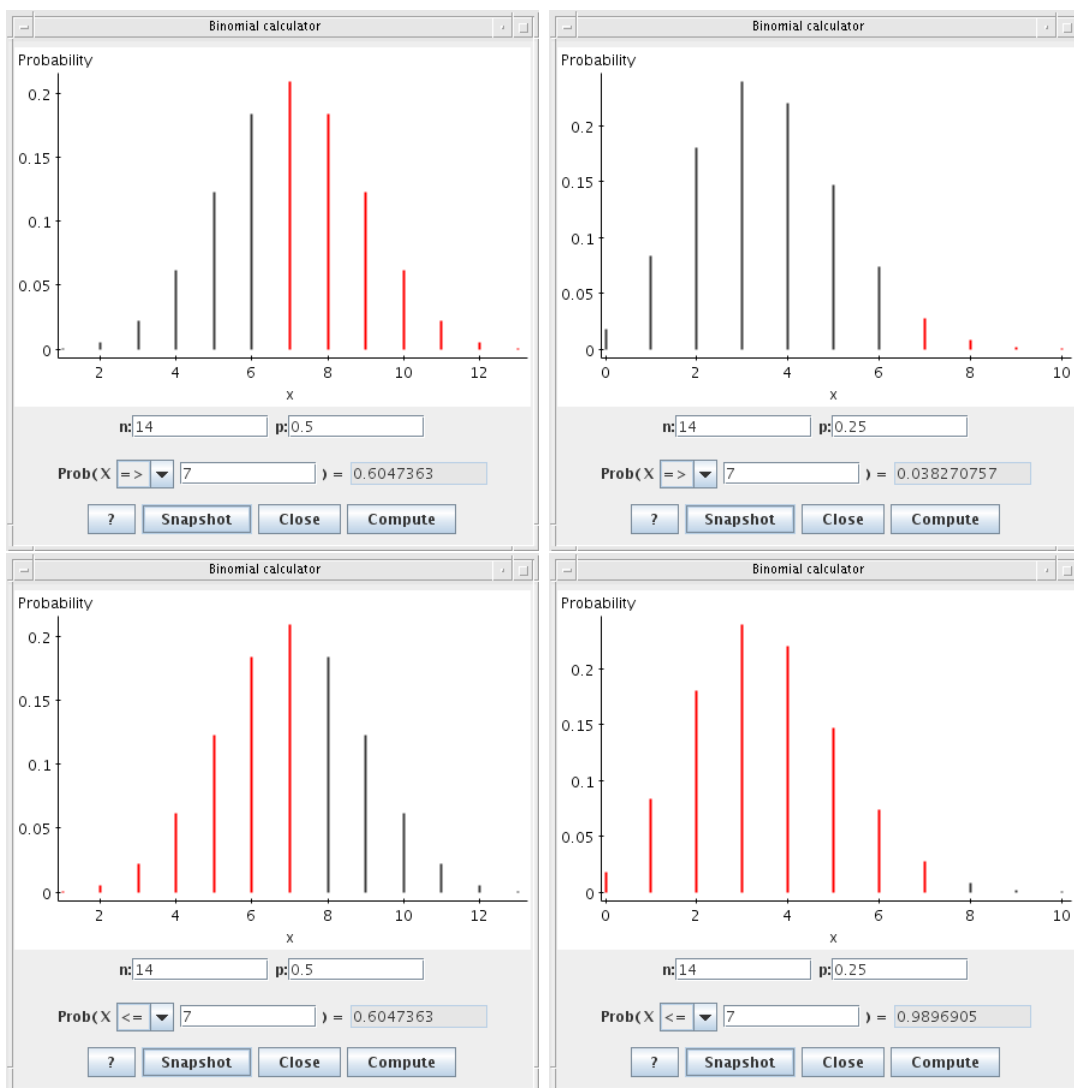 Binomial calculator
Probability
0.2
0.15
0.1
0.05
0
2 4 6 8 10 12
x
n: 14 p: 0.5
Prob(X => 7 ) = 0.6047363
? Snapshot Close Compute
Binomial calculator
Probability
0.2
0.15
0.1
0.05
0
0 2 4 6 8 10
x
n: 14 p: 0.25
Prob(X => 7 ) = 0.038270757
? Snapshot Close Compute
Binomial calculator
Probability
0.2
0.15
0.1
0.05
0
2 4 6 8 10 12
x
n: 14 p: 0.5
Prob(X <= 7 ) = 0.6047363
? Snapshot Close Compute
Binomial calculator
Probability
0.2
0.15
0.1
0.05
0
0 2 4 6 8 10
x
n: 14 p: 0.25
Prob(X <= 7 ) = 0.9896905
? Snapshot Close Compute